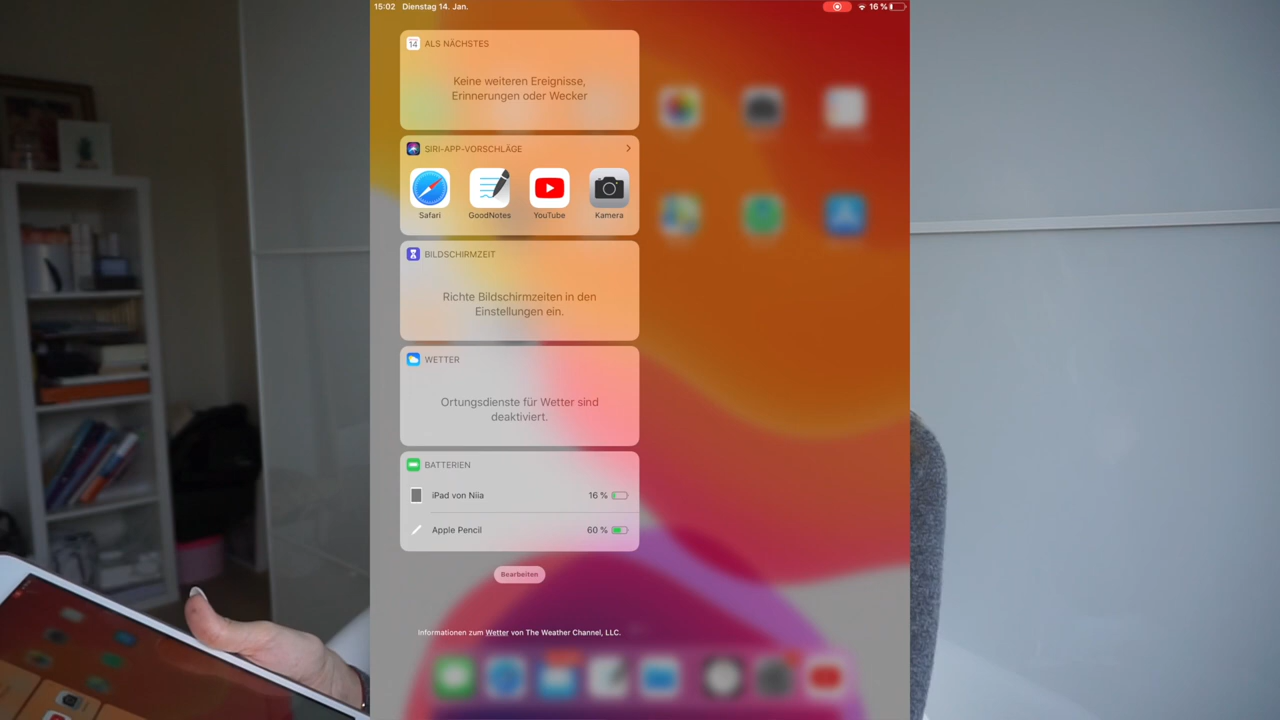 15:02 Dienstag 14. Jan.
16 %
14 ALS NÄCHSTES
Keine weiteren Ereignisse,
Erinnerungen oder Wecker
SIRI-APP-VORSCHLÄGE
Safari GoodNotes YouTube Kamera
BILDSCHIRMZEIT
Richte Bildschirmzeiten in den
Einstellungen ein.
WETTER
Ortungsdienste für Wetter sind
deaktiviert.
BATTERIEN
iPad von Niia 16 %
Apple Pencil 60 %
Bearbeiten
Informationen zum Wetter von The Weather Channel, LLC.